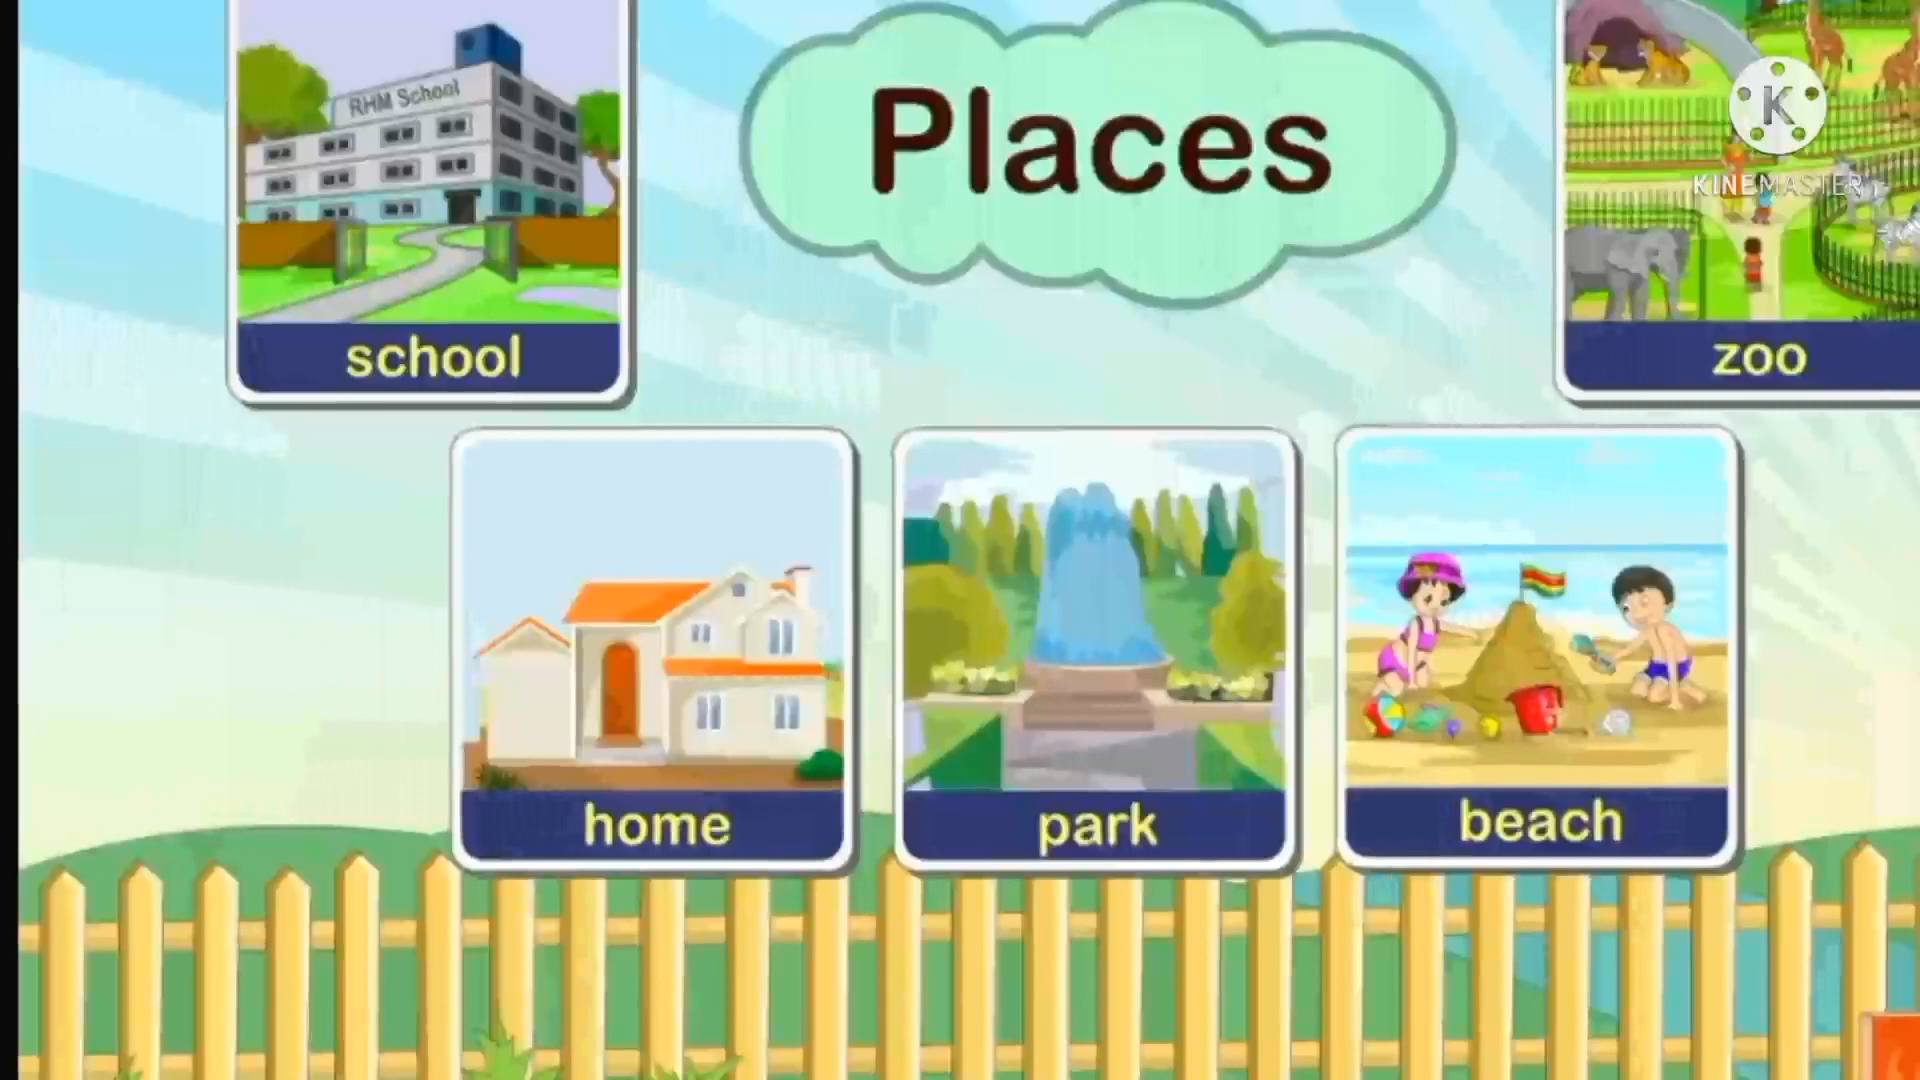 RHM School
Places
K
KINEMASTER
school
zoo
home
park
beach